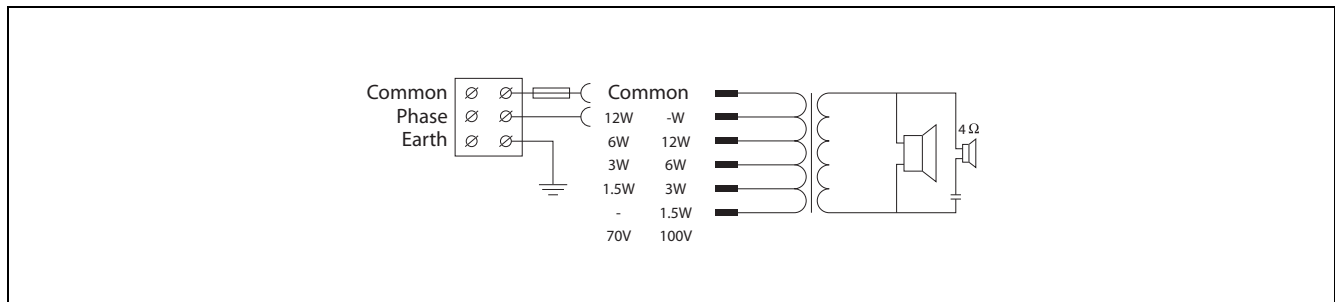 Common
Phase
Earth
Common
12W -W
6W 12W
3W 6W
1.5W 3W
- 1.5W
70V 100V
4 Ω